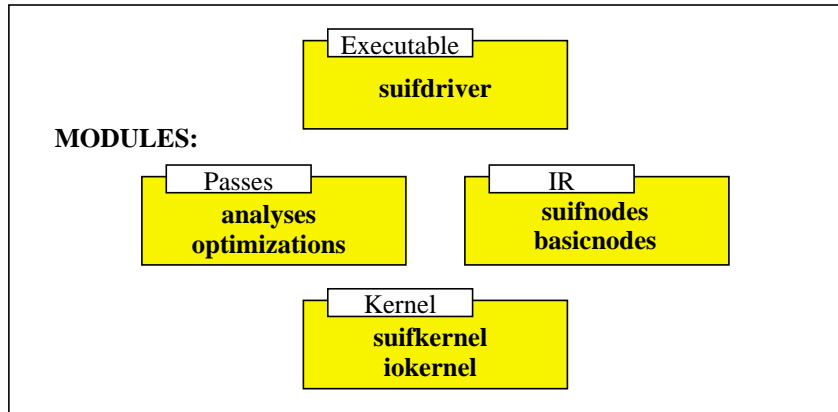 Executable
suifdriver
MODULES:
Passes
analyses
optimizations
IR
suifnodes
basicnodes
Kernel
suifkernel
iokernel